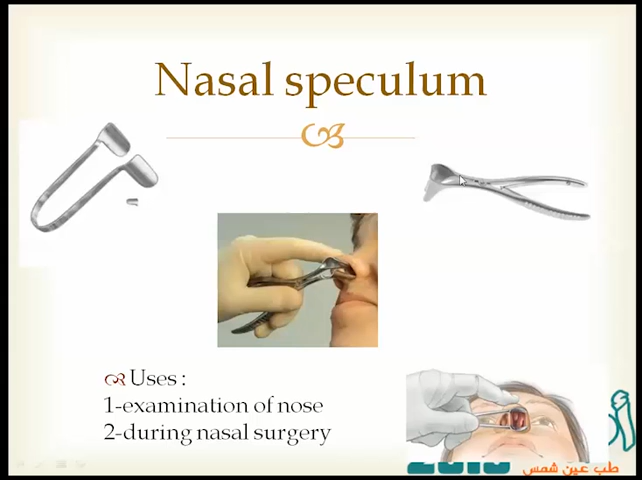 Nasal speculum
Uses :
1-examination of nose
2-during nasal surgery
طب عين شمس